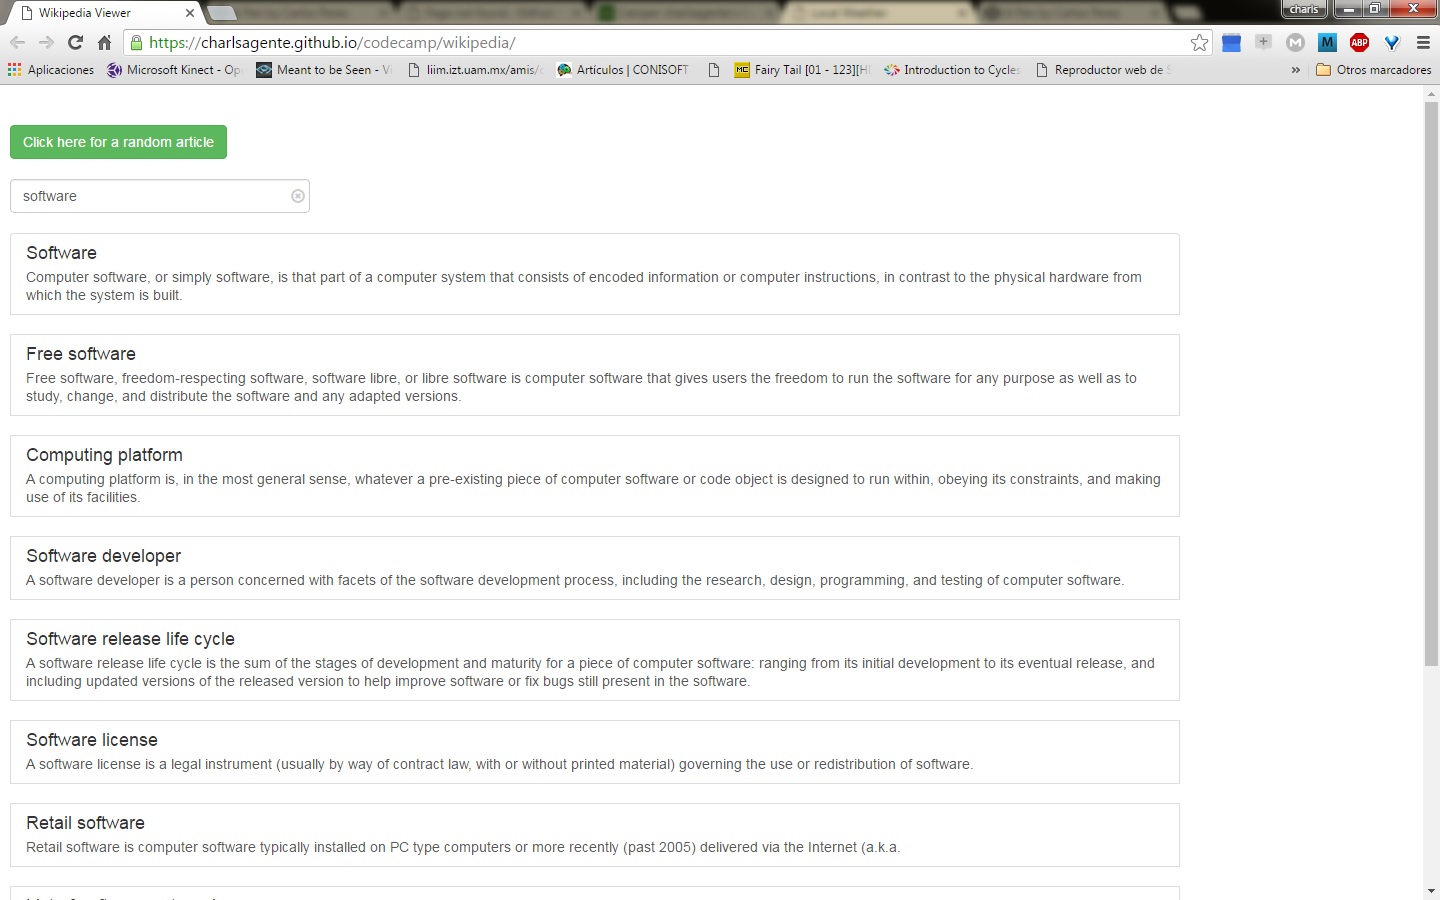 Wikipedia Viewer
Local Weather
charls
https://charlsagente.github.io/codecamp/wikipedia/
ABP
Aplicaciones
Microsoft Kinect - Op
Meant to be Seen - V
liim.izt.uam.mx/amis/
Artículos | CONISOFT
Fairy Tail [01 - 123][H
Introduction to Cycles
Reproductor web de
»
Otros marcadores
Click here for a random article
software
Software
Computer software, or simply software, is that part of a computer system that consists of encoded information or computer instructions, in contrast to the physical hardware from
which the system is built.
Free software
Free software, freedom-respecting software, software libre, or libre software is computer software that gives users the freedom to run the software for any purpose as well as to
study, change, and distribute the software and any adapted versions.
Computing platform
A computing platform is, in the most general sense, whatever a pre-existing piece of computer software or code object is designed to run within, obeying its constraints, and making
use of its facilities.
Software developer
A software developer is a person concerned with facets of the software development process, including the research, design, programming, and testing of computer software.
Software release life cycle
A software release life cycle is the sum of the stages of development and maturity for a piece of computer software: ranging from its initial development to its eventual release, and
including updated versions of the released version to help improve software or fix bugs still present in the software.
Software license
A software license is a legal instrument (usually by way of contract law, with or without printed material) governing the use or redistribution of software.
Retail software
Retail software is computer software typically installed on PC type computers or more recently (past 2005) delivered via the Internet (a.k.a.